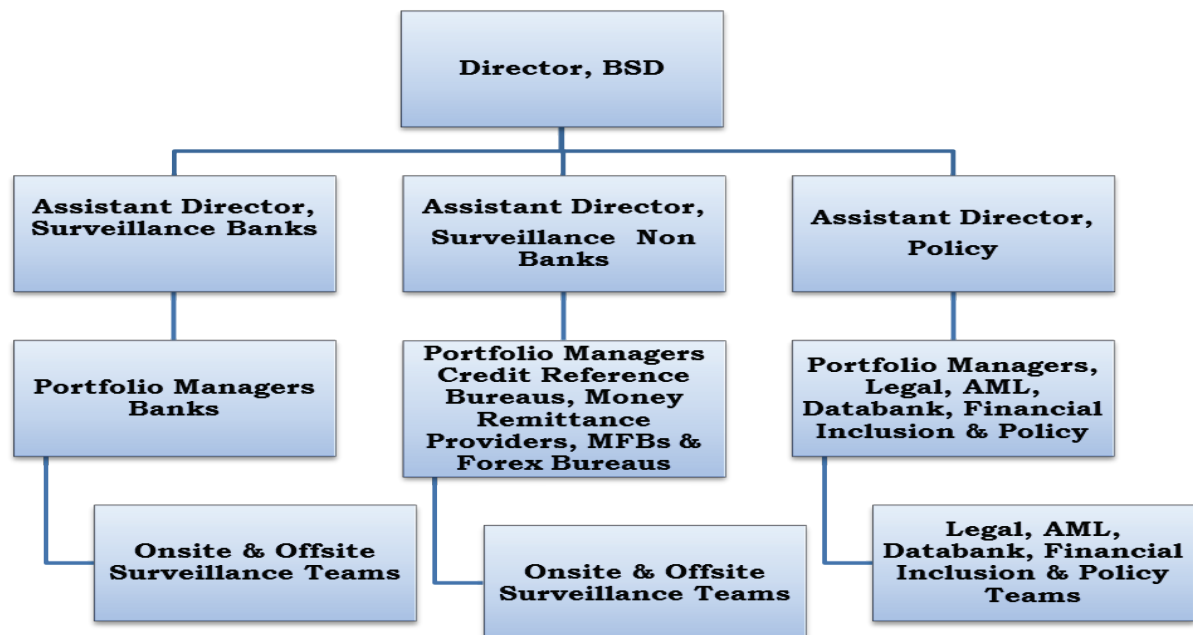 Director, BSD
Assistant Director,
Surveillance Banks
Assistant Director,
Surveillance Non
Banks
Assistant Director,
Policy
Portfolio Managers
Banks
Portfolio Managers
Credit Reference
Bureaus, Money
Remittance
Providers, MFBs &
Forex Bureaus
Portfolio Managers,
Legal, AML,
Databank, Financial
Inclusion & Policy
Onsite & Offsite
Surveillance Teams
Onsite & Offsite
Surveillance Teams
Legal, AML,
Databank, Financial
Inclusion & Policy
Teams